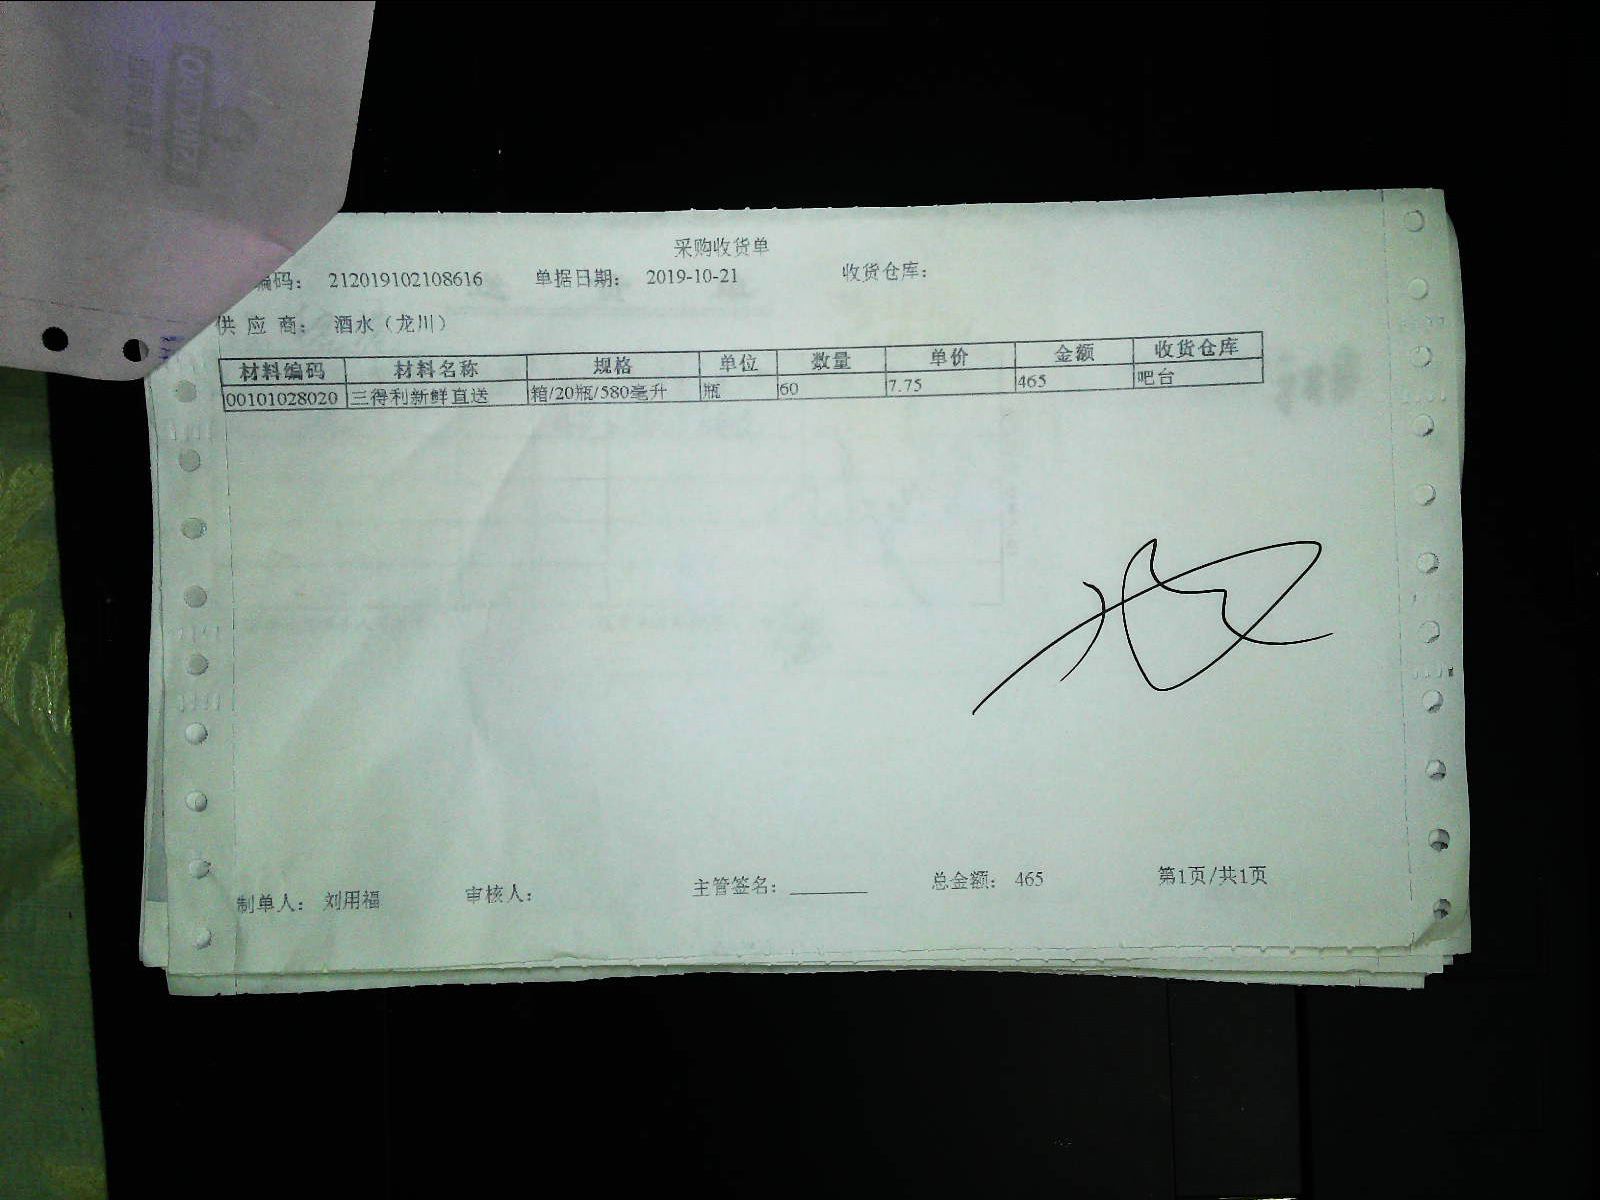 采购收货单
编码: 212019102108616 单据日期: 2019-10-21 收货仓库:
供 应 商: 酒水（龙川）
材料编码 材料名称 规格 单位 数量 单价 金额 收货仓库
00101028020 三得利新鲜直送 箱/20瓶/580毫升 瓶 60 7.75 465 吧台
制单人: 刘用福 审核人: 主管签名: ________ 总金额: 465 第1页/共1页